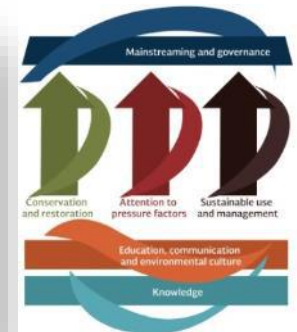 Mainstreaming and governance
Conservation
and restoration
Attention to
pressure factors
Sustainable use
and management
Education, communication
and environmental culture
Knowledge